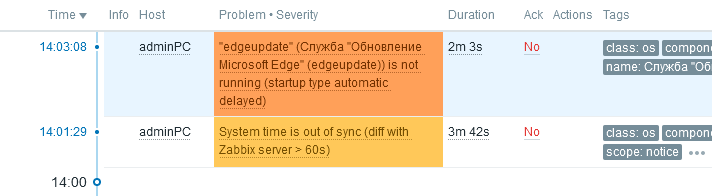 Time Info Host Problem • Severity Duration Ack Actions Tags
14:03:08 adminPC "edgeupdate" (Служба "Обновление 2m 3s No class: os compone
Microsoft Edge" (edgeupdate)) is not name: Служба "Об
running (startup type automatic
delayed)
14:01:29 adminPC System time is out of sync (diff with 3m 42s No class: os compone
Zabbix server > 60s) scope: notice •••
14:00